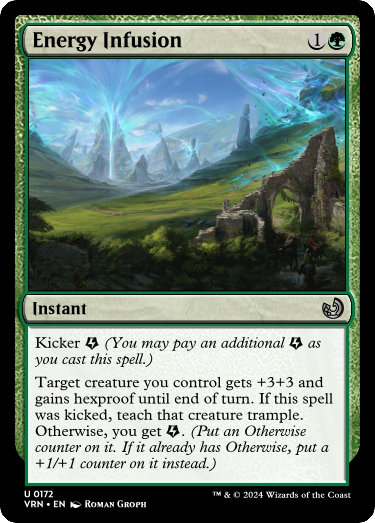 Energy Infusion 1
Instant
Kicker (You may pay an additional as
you cast this spell.)
Target creature you control gets +3+3 and
gains hexproof until end of turn. If this spell
was kicked, teach that creature trample.
Otherwise, you get . (Put an Otherwise
counter on it. If it already has Otherwise, put a
+1/+1 counter on it instead.)
U 0172
VRN • EN Roman Groph
™ & © 2024 Wizards of the Coast